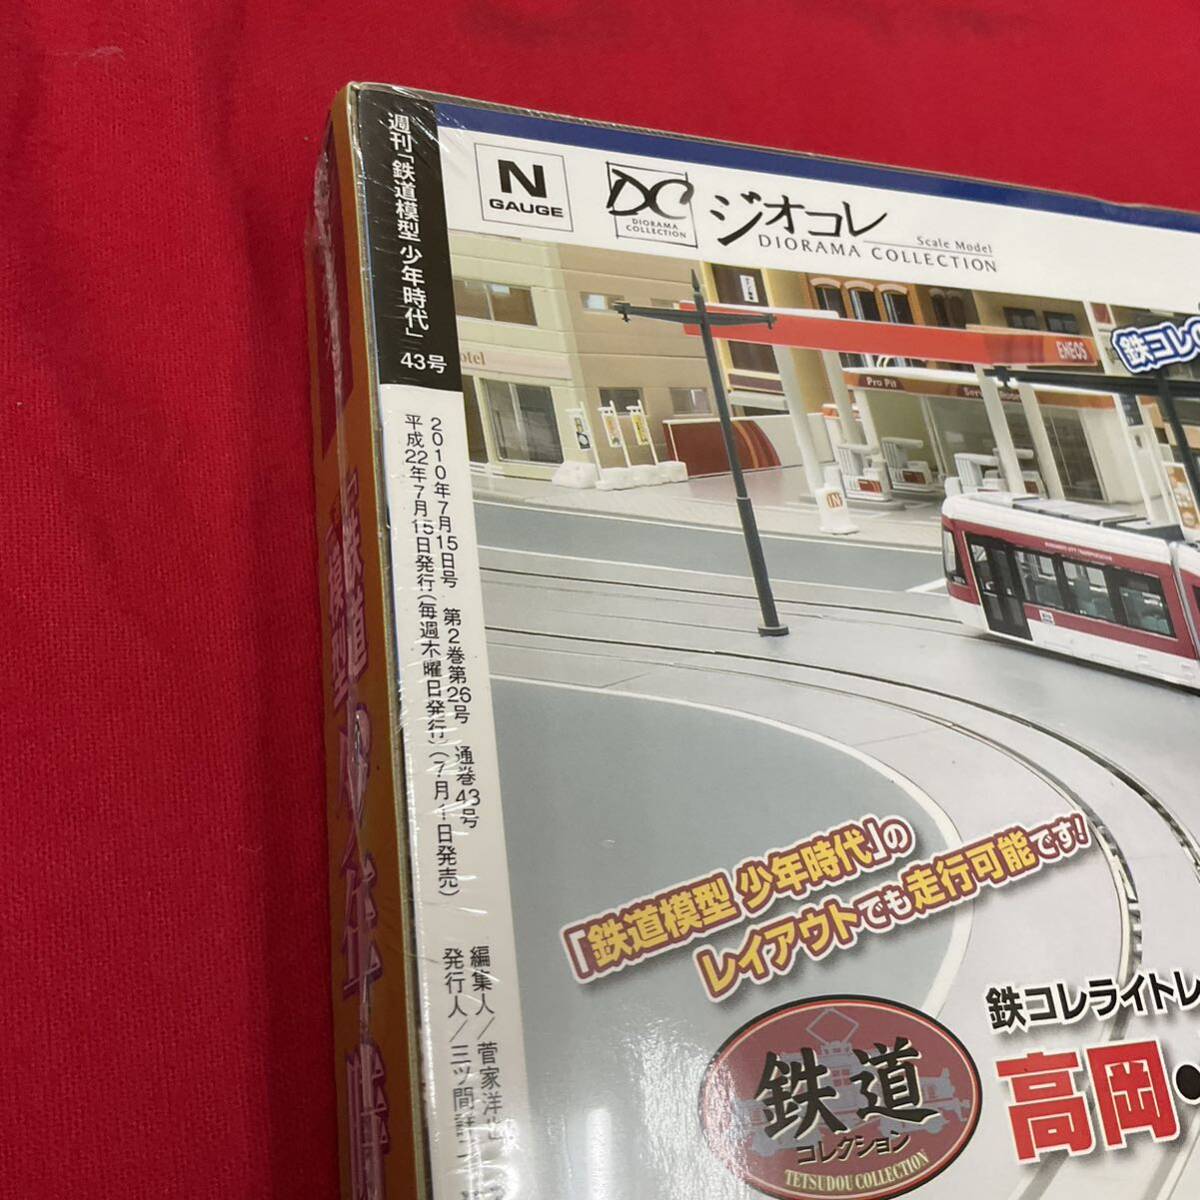 週刊「鉄道模型 少年時代」 43号
2010年7月15日号 第2巻第26号 通巻43号
平成22年7月15日発行(毎週木曜日発行)(7月1日発売)
編集人/菅家洋也
発行人/三ツ間
N
GAUGE
DC
DIORAMA
COLLECTION
ジオコレ
Scale Model
DIORAMA COLLECTION
otel
ENEOS
Pro Pit
鉄コレ
「鉄道模型 少年時代」の
レイアウトでも走行可能です!
鉄コレライトレ
高岡・
鉄道
コレクション
TETSUDOU COLLECTION